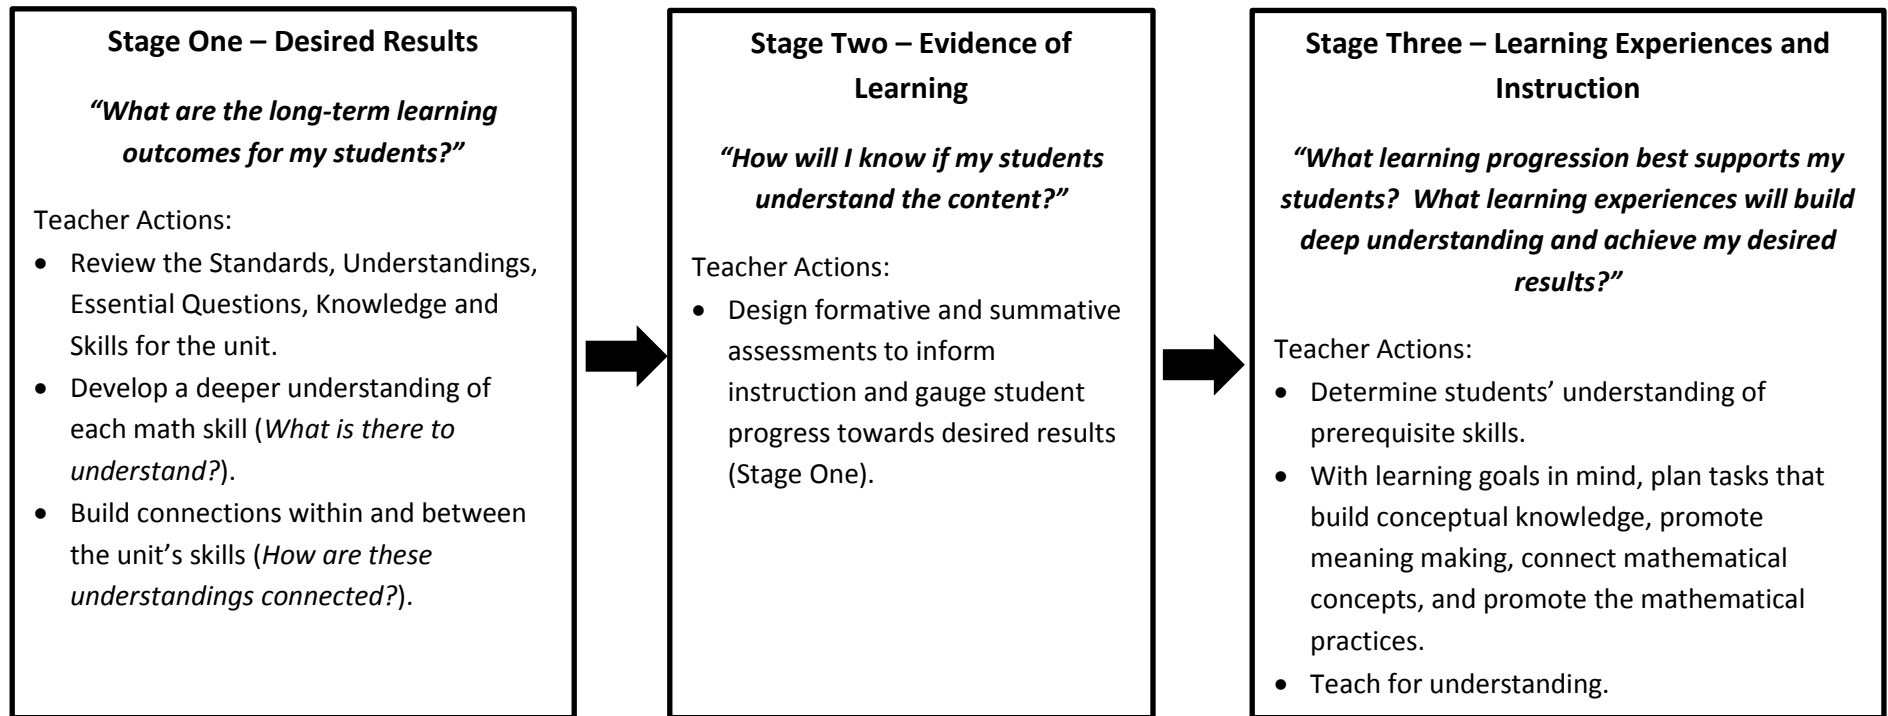 Stage One – Desired Results
“What are the long-term learning
outcomes for my students?”
Teacher Actions:
• Review the Standards, Understandings,
Essential Questions, Knowledge and
Skills for the unit.
• Develop a deeper understanding of
each math skill (What is there to
understand?).
• Build connections within and between
the unit’s skills (How are these
understandings connected?).
Stage Two – Evidence of
Learning
“How will I know if my students
understand the content?”
Teacher Actions:
• Design formative and summative
assessments to inform
instruction and gauge student
progress towards desired results
(Stage One).
Stage Three – Learning Experiences and
Instruction
“What learning progression best supports my
students?  What learning experiences will build
deep understanding and achieve my desired
results?”
Teacher Actions:
• Determine students’ understanding of
prerequisite skills.
• With learning goals in mind, plan tasks that
build conceptual knowledge, promote
meaning making, connect mathematical
concepts, and promote the mathematical
practices.
• Teach for understanding.